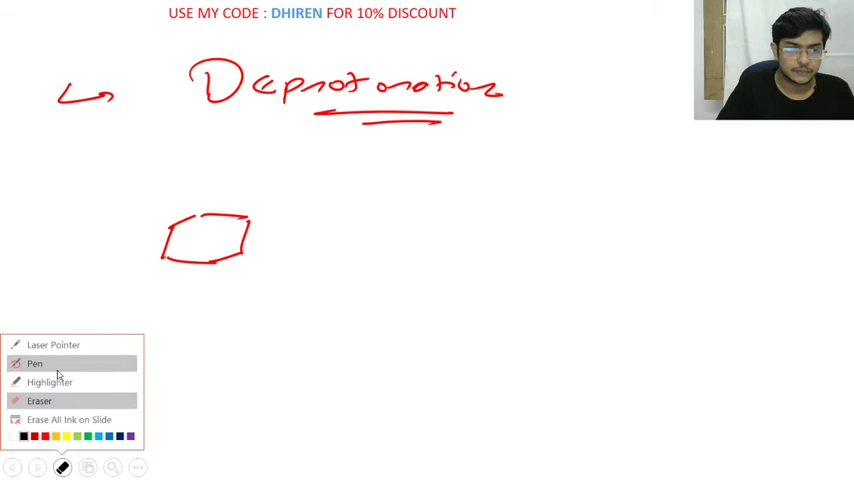 USE MY CODE : DHIREN FOR 10% DISCOUNT
Deprotonation
Laser Pointer
Pen
Highlighter
Eraser
Erase All Ink on Slide